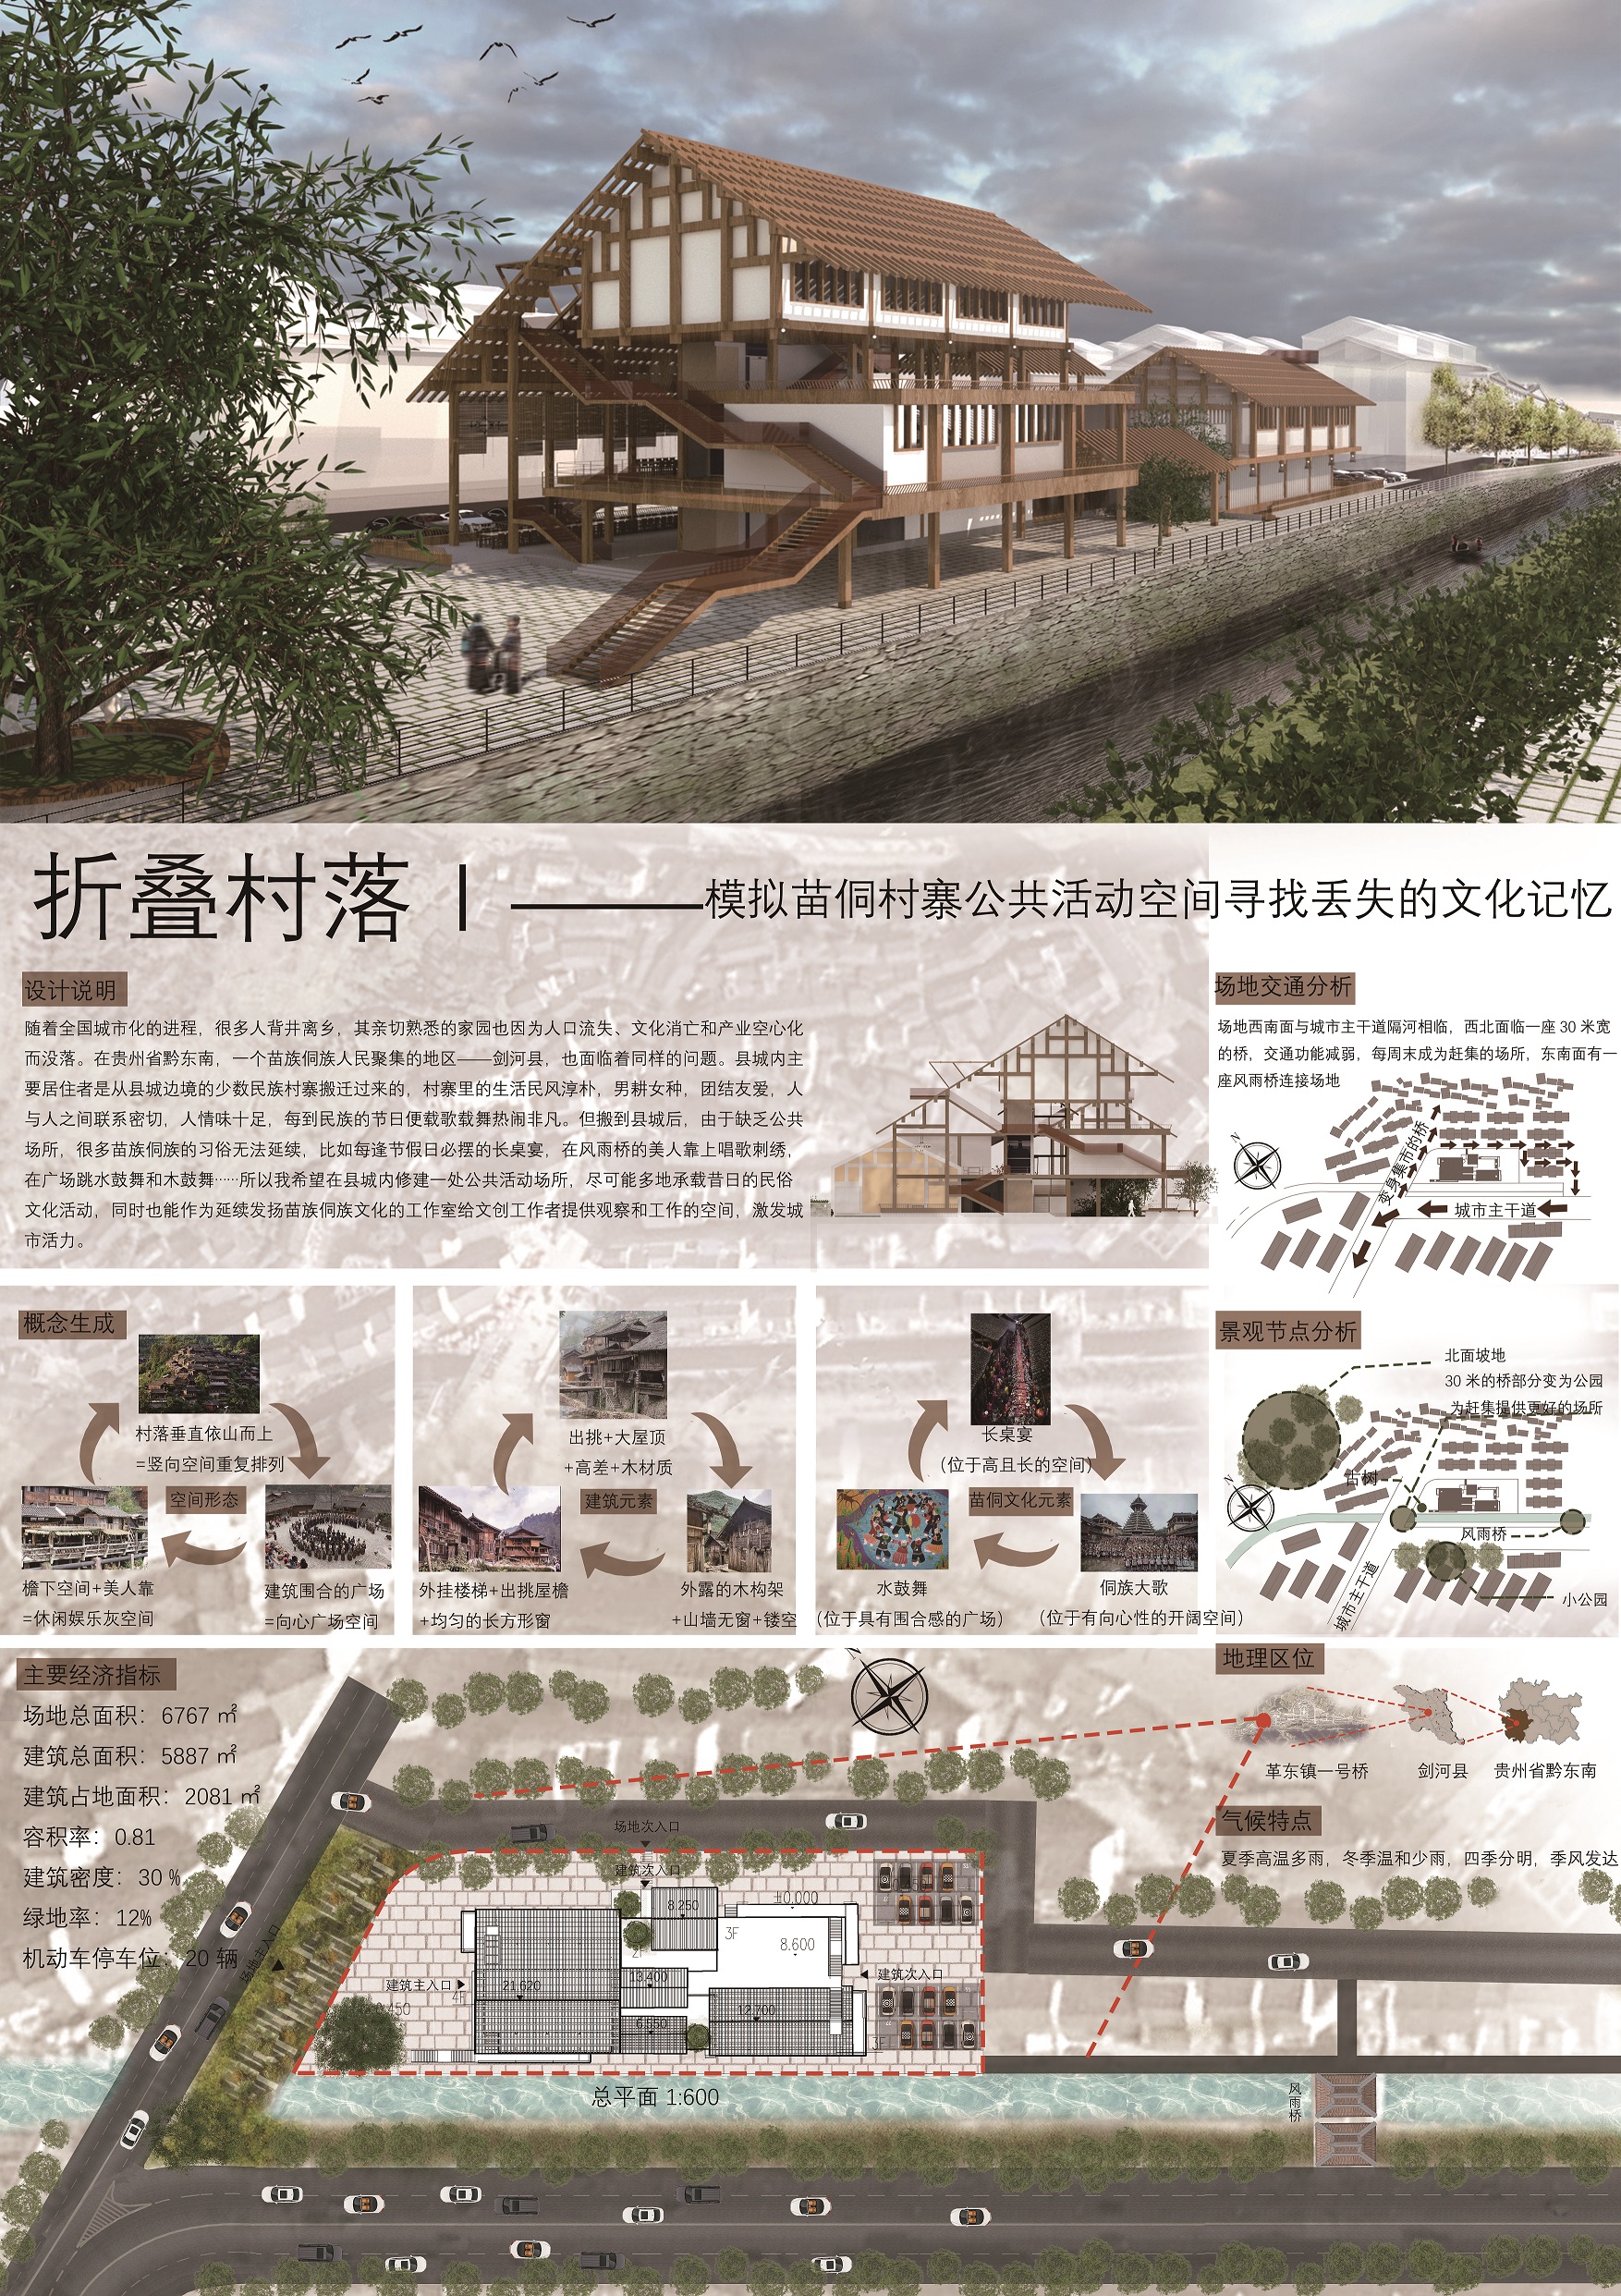 折叠村落 I
——模拟苗侗村寨公共活动空间寻找丢失的文化记忆
设计说明
随着全国城市化的进程，很多人背井离乡，其亲切熟悉的家园也因为人口流失、文化消亡和产业空心化
而没落。在贵州省黔东南，一个苗族侗族人民聚集的地区——剑河县，也面临着同样的问题。县城内主
要居住者是从县城边境的少数民族村寨搬迁过来的，村寨里的生活民风淳朴，男耕女种，团结友爱，人
与人之间联系密切，人情味十足，每到民族的节日便载歌载舞热闹非凡。但搬到县城后，由于缺乏公共
场所，很多苗族侗族的习俗无法延续，比如每逢节假日必摆的长桌宴，在风雨桥的美人靠上唱歌刺绣，
在广场跳水鼓舞和木鼓舞······所以我希望在县城内修建一处公共活动场所，尽可能多地承载昔日的民俗
文化活动，同时也能作为延续发扬苗族侗族文化的工作室给文创工作者提供观察和工作的空间，激发城
市活力。
场地交通分析
场地西南面与城市主干道隔河相临，西北面临一座 30 米宽
的桥，交通功能减弱，每周末成为赶集的场所，东南面有一
座风雨桥连接场地
N
变身集市的桥
城市主干道
概念生成
村落垂直依山而上
=竖向空间重复排列
空间形态
檐下空间+美人靠
=休闲娱乐灰空间
建筑围合的广场
=向心广场空间
出挑+大屋顶
+高差+木材质
建筑元素
外挂楼梯+出挑屋檐
+均匀的长方形窗
外露的木构架
+山墙无窗+镂空
长桌宴
（位于高且长的空间）
苗侗文化元素
水鼓舞
（位于具有围合感的广场）
侗族大歌
（位于有向心性的开阔空间）
景观节点分析
北面坡地
30 米的桥部分变为公园
为赶集提供更好的场所
古树
N
风雨桥
城市主干道
小公园
主要经济指标
场地总面积：6767 ㎡
建筑总面积：5887 ㎡
建筑占地面积：2081 ㎡
容积率：0.81
建筑密度：30 %
绿地率：12%
机动车停车位：20 辆
地理区位
革东镇一号桥
剑河县
贵州省黔东南
气候特点
夏季高温多雨，冬季温和少雨，四季分明，季风发达
场地次入口
建筑次入口
场地主入口
建筑主入口
建筑次入口
8.250
±0.000
3F
8.600
2F
13.400
21.620
4F
12.700
6.550
3F
总平面 1:600
风雨桥